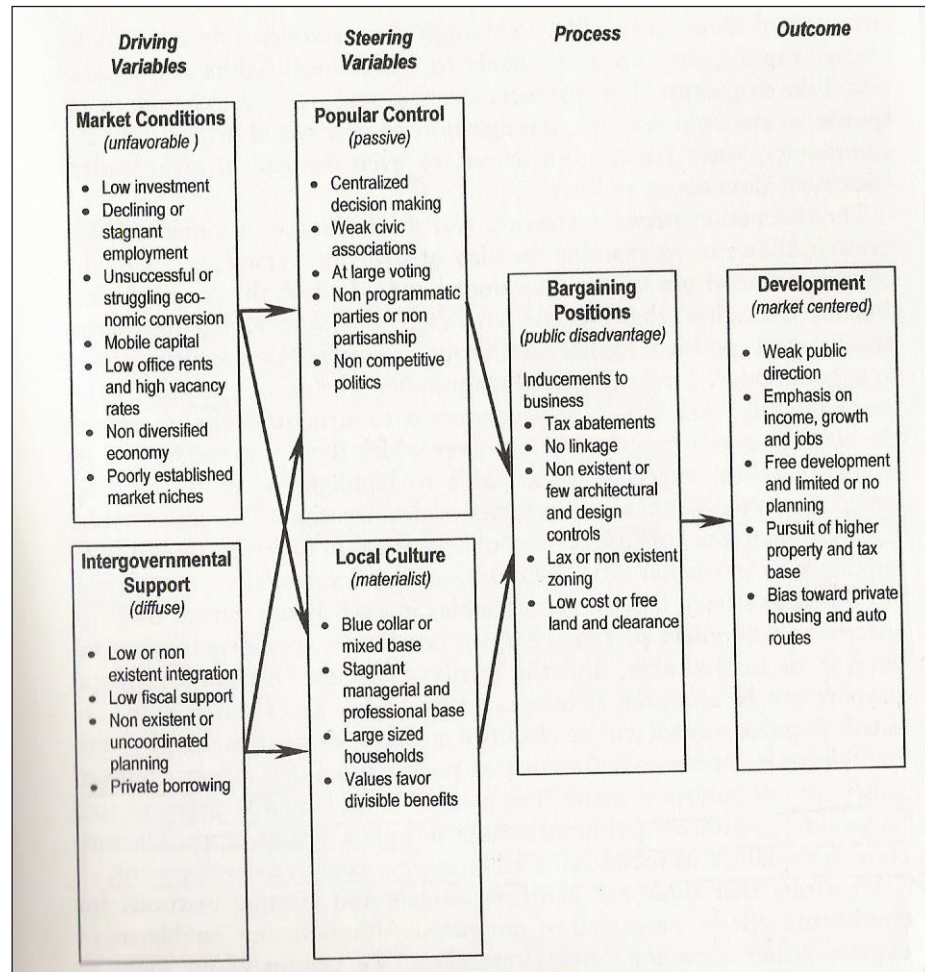 Driving
Variables
Steering
Variables
Process
Outcome
Market Conditions
(unfavorable )
• Low investment
• Declining or
stagnant
employment
• Unsuccessful or
struggling eco-
nomic conversion
• Mobile capital
• Low office rents
and high vacancy
rates
• Non diversified
economy
• Poorly established
market niches
Intergovernmental
Support
(diffuse)
• Low or non
existent integration
• Low fiscal support
• Non existent or
uncoordinated
planning
• Private borrowing
Popular Control
(passive)
• Centralized
decision making
• Weak civic
associations
• At large voting
• Non programmatic
parties or non
partisanship
• Non competitive
politics
Local Culture
(materialist)
• Blue collar or
mixed base
• Stagnant
managerial and
professional base
• Large sized
households
• Values favor
divisible benefits
Bargaining
Positions
(public disadvantage)
Inducements to
business
• Tax abatements
• No linkage
• Non existent or
few architectural
and design
controls
• Lax or non existent
zoning
• Low cost or free
land and clearance
Development
(market centered)
• Weak public
direction
• Emphasis on
income, growth
and jobs
• Free development
and limited or no
planning
• Pursuit of higher
property and tax
base
• Bias toward private
housing and auto
routes